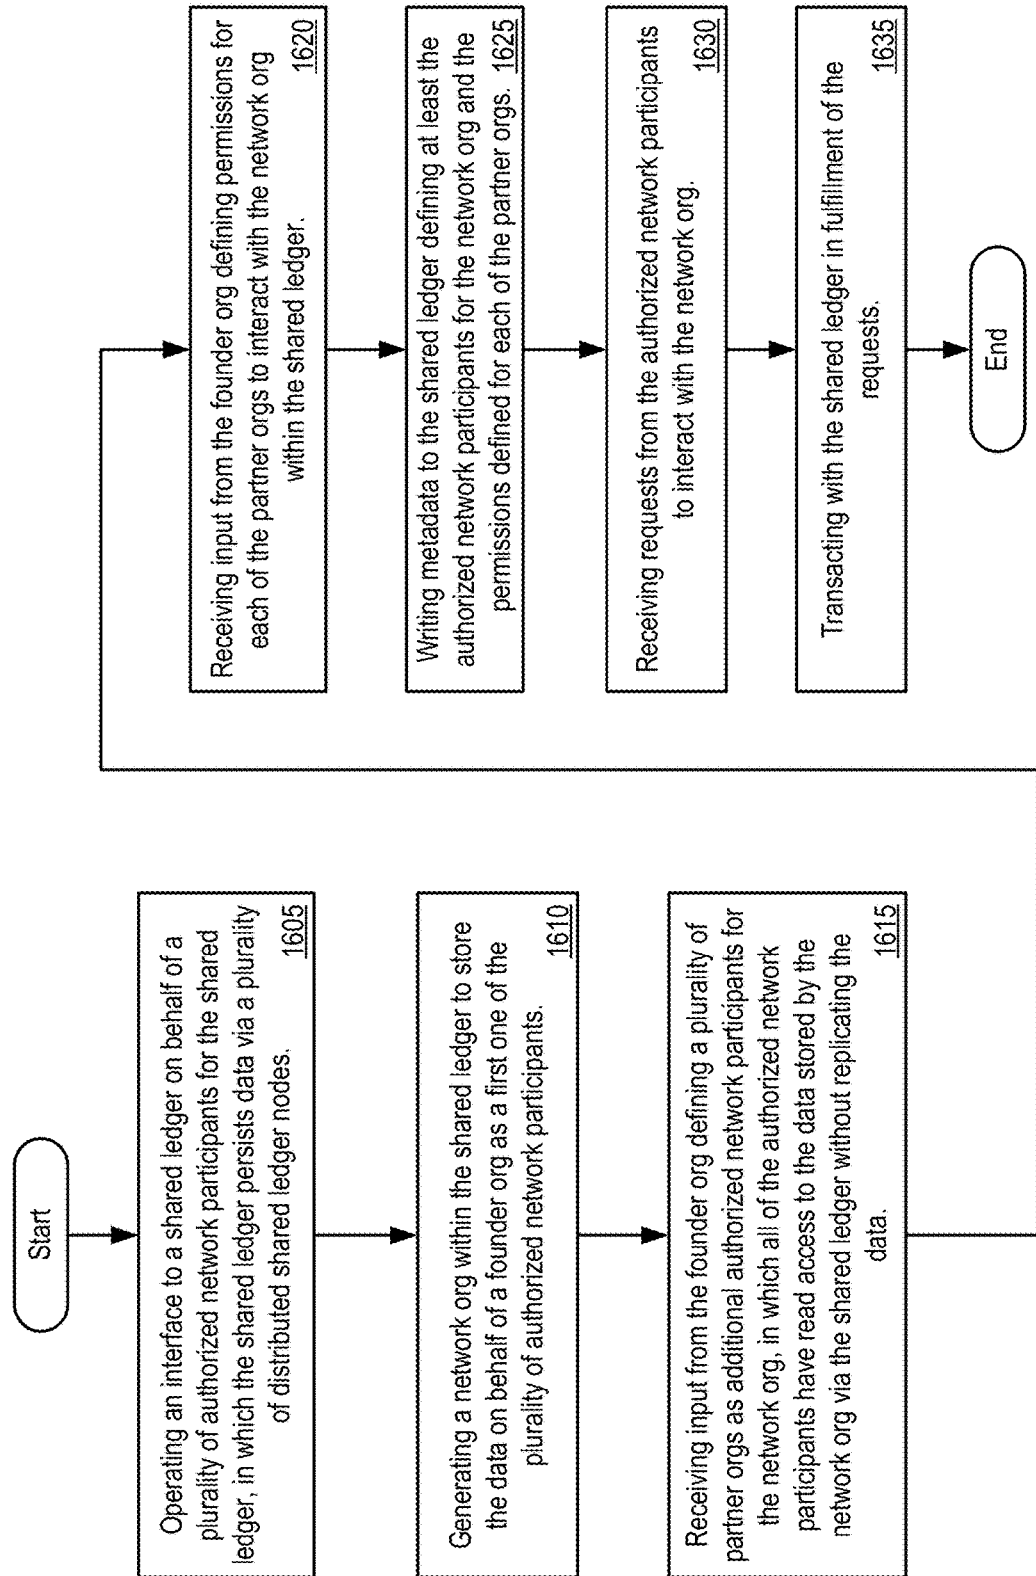 Start
Operating an interface to a shared ledger on behalf of a
plurality of authorized network participants for the shared
ledger, in which the shared ledger persists data via a plurality
of distributed shared ledger nodes.
1605
Generating a network org within the shared ledger to store
the data on behalf of a founder org as a first one of the
plurality of authorized network participants.
1610
Receiving input from the founder org defining a plurality of
partner orgs as additional authorized network participants for
the network org, in which all of the authorized network
participants have read access to the data stored by the
network org via the shared ledger without replicating the
data.
1615
Receiving input from the founder org defining permissions for
each of the partner orgs to interact with the network org
within the shared ledger.
1620
Writing metadata to the shared ledger defining at least the
authorized network participants for the network org and the
permissions defined for each of the partner orgs. 1625
Receiving requests from the authorized network participants
to interact with the network org.
1630
Transacting with the shared ledger in fulfillment of the
requests.
1635
End